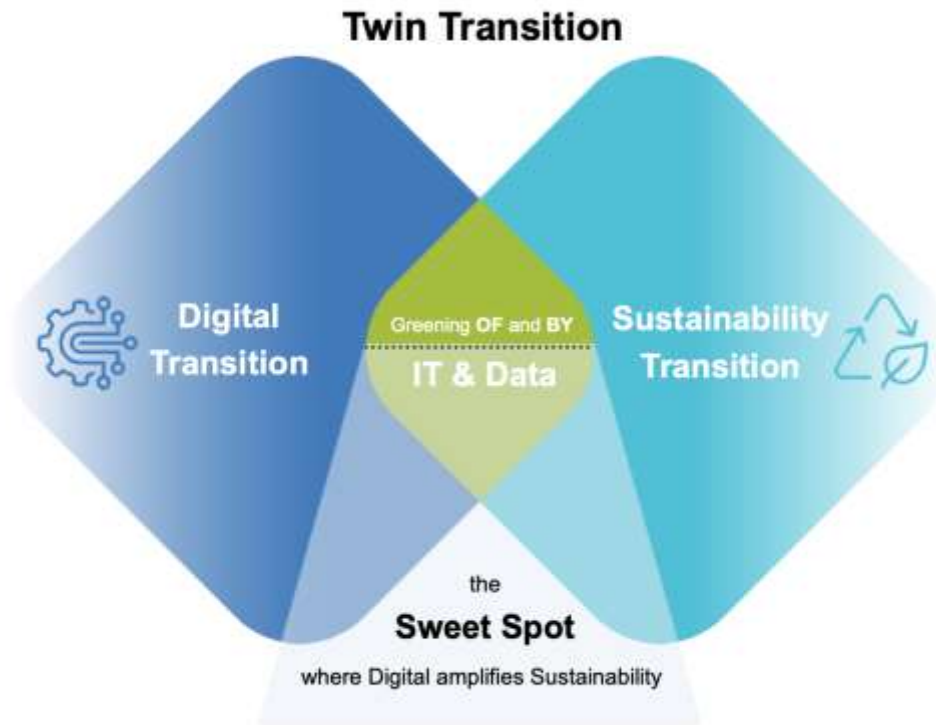 Twin Transition
Digital
Transition
Greening OF and BY
IT & Data
Sustainability
Transition
the
Sweet Spot
where Digital amplifies Sustainability